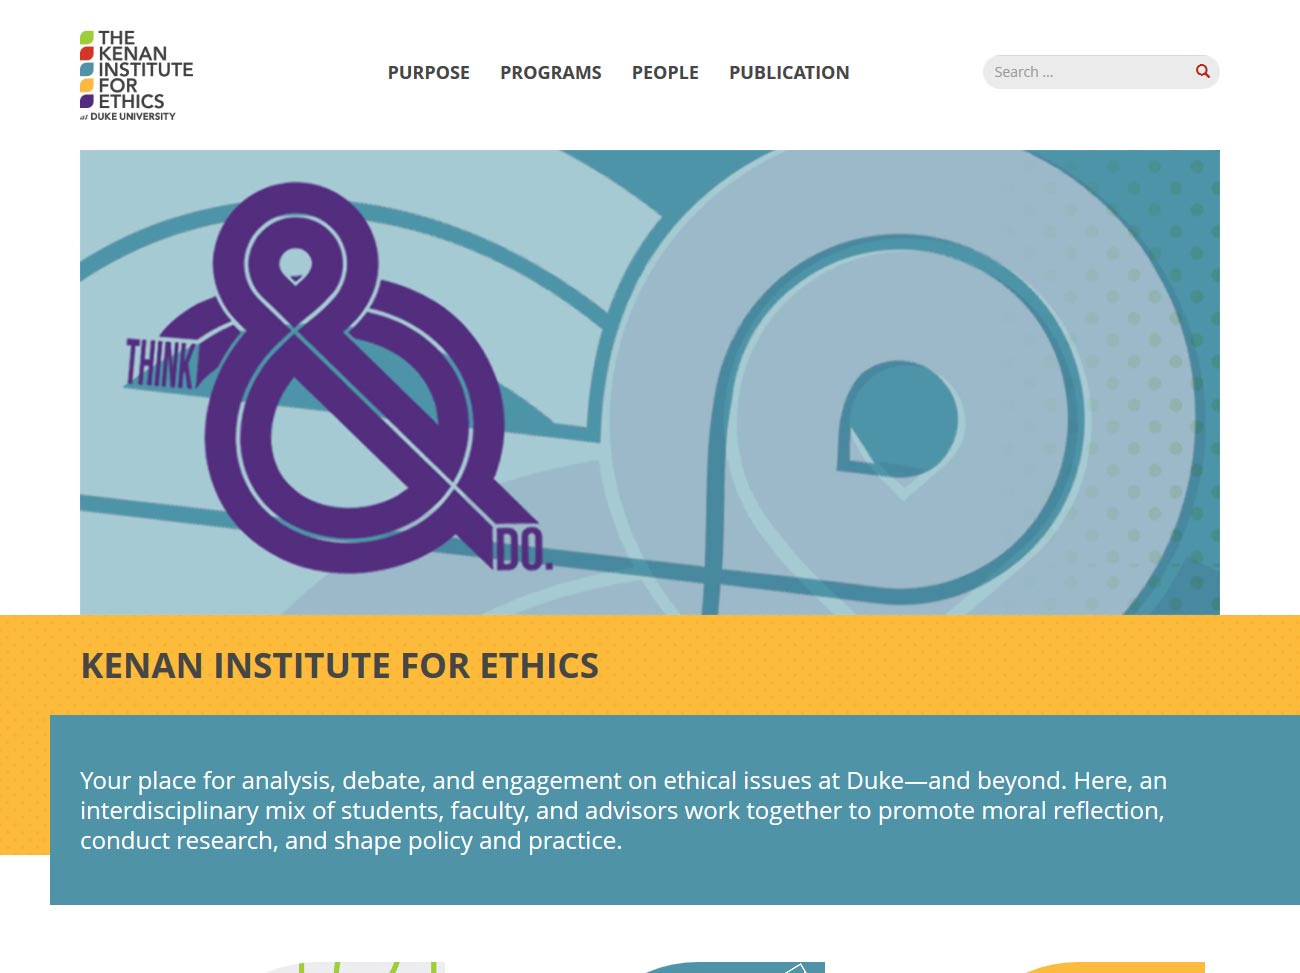 THE
KENAN
INSTITUTE
FOR
ETHICS
at DUKE UNIVERSITY
PURPOSE PROGRAMS PEOPLE PUBLICATION
Search ...
THINK
&
DO.
KENAN INSTITUTE FOR ETHICS
Your place for analysis, debate, and engagement on ethical issues at Duke—and beyond. Here, an
interdisciplinary mix of students, faculty, and advisors work together to promote moral reflection,
conduct research, and shape policy and practice.